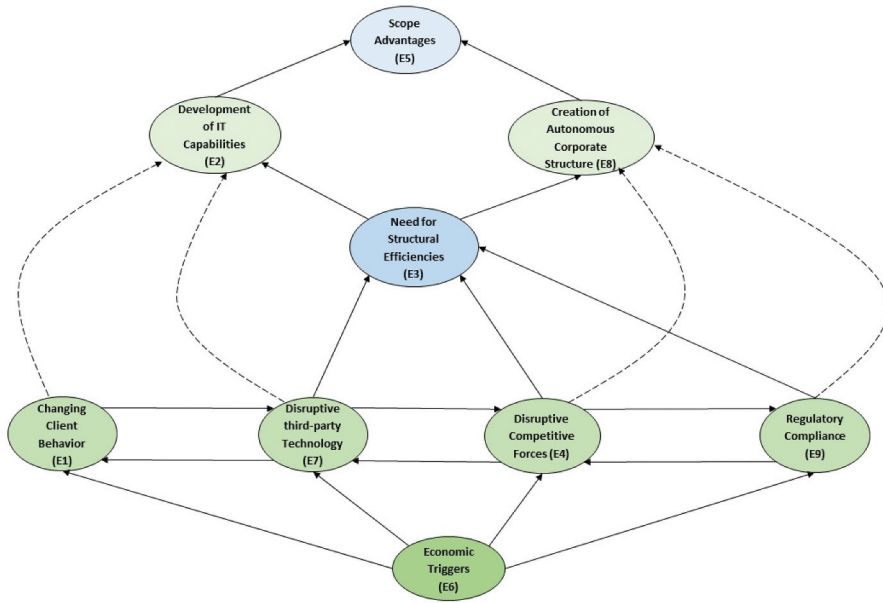 Scope
Advantages
(E5)
Development
of IT
Capabilities
(E2)
Creation of
Autonomous
Corporate
Structure (E8)
Need for
Structural
Efficiencies
(E3)
Changing
Client
Behavior
(E1)
Disruptive
third-party
Technology
(E7)
Disruptive
Competitive
Forces (E4)
Regulatory
Compliance
(E9)
Economic
Triggers
(E6)